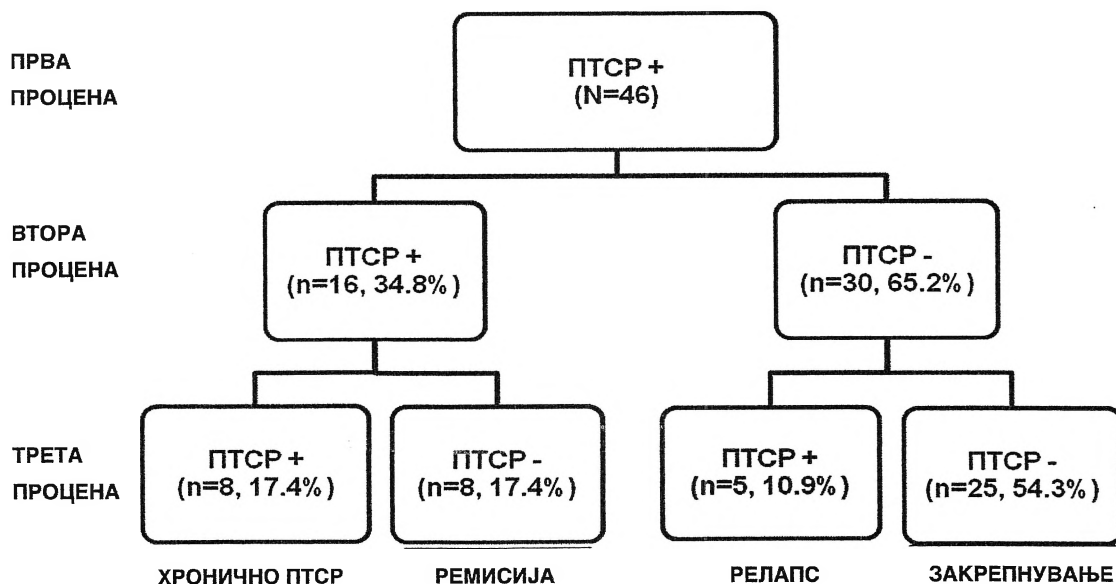 ПРВА
ПРОЦЕНА
ПТСР +
(N=46)
ВТОРА
ПРОЦЕНА
ПТСР +
(n=16, 34.8%)
ПТСР -
(n=30, 65.2%)
ТРЕТА
ПРОЦЕНА
ПТСР +
(n=8, 17.4%)
ПТСР -
(n=8, 17.4%)
ПТСР +
(n=5, 10.9%)
ПТСР -
(n=25, 54.3%)
ХРОНИЧНО ПТСР
РЕМИСИЈА
РЕЛАПС
ЗАКРЕПНУВАЊЕ